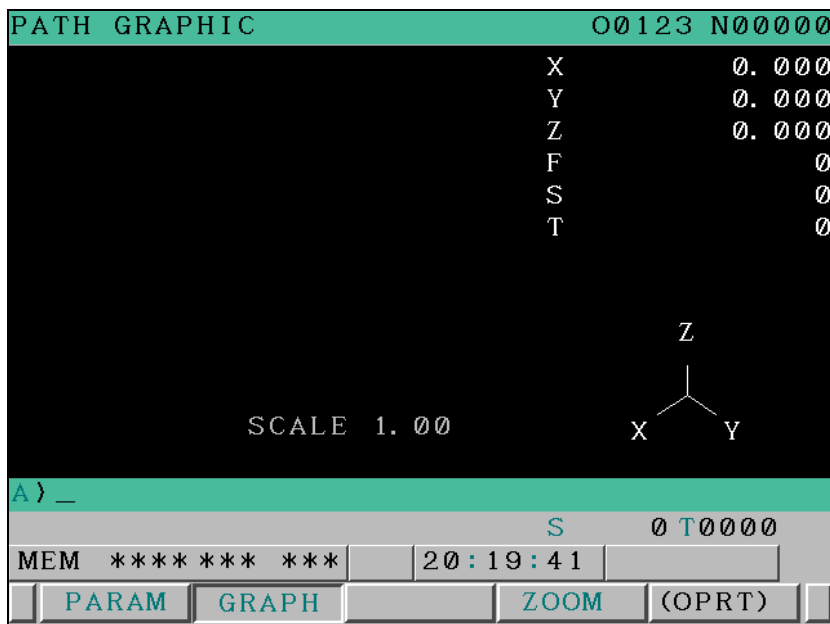 PATH GRAPHIC O0123 N00000
X 0. 000
Y 0. 000
Z 0. 000
F 0
S 0
T 0
Z
SCALE 1. 00
X Y
A)_
S 0 T0000
MEM **** *** *** 20:19:41
PARAM GRAPH ZOOM (OPRT)